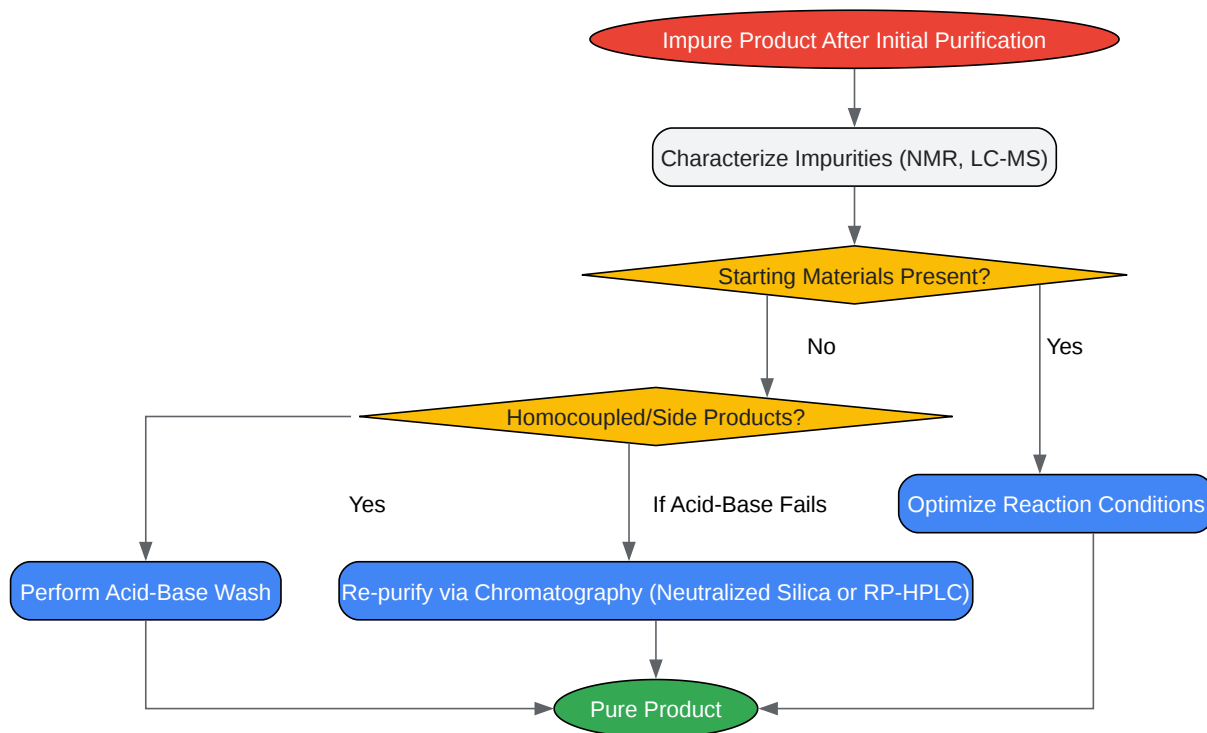 Impure Product After Initial Purification
Characterize Impurities (NMR, LC-MS)
Starting Materials Present?
No
Yes
Homocoupled/Side Products?
Yes
If Acid-Base Fails
Optimize Reaction Conditions
Perform Acid-Base Wash
Re-purify via Chromatography (Neutralized Silica or RP-HPLC)
Pure Product